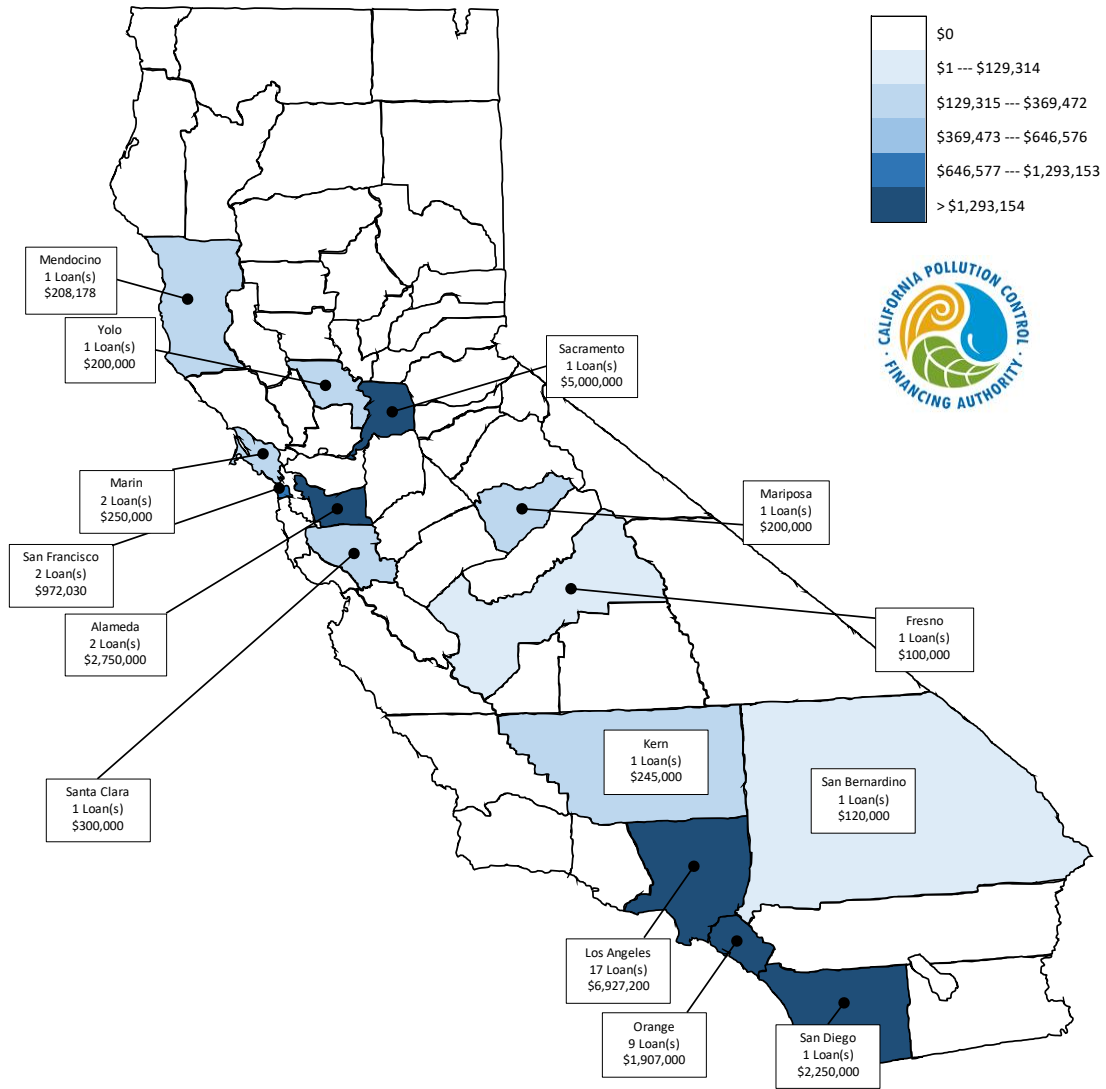 $0
$1 --- $129,314
$129,315 --- $369,472
$369,473 --- $646,576
$646,577 --- $1,293,153
> $1,293,154
CALIFORNIA POLLUTION CONTROL
· FINANCING AUTHORITY ·
Mendocino
1 Loan(s)
$208,178
Yolo
1 Loan(s)
$200,000
Sacramento
1 Loan(s)
$5,000,000
Marin
2 Loan(s)
$250,000
Mariposa
1 Loan(s)
$200,000
San Francisco
2 Loan(s)
$972,030
Alameda
2 Loan(s)
$2,750,000
Fresno
1 Loan(s)
$100,000
Santa Clara
1 Loan(s)
$300,000
Kern
1 Loan(s)
$245,000
San Bernardino
1 Loan(s)
$120,000
Los Angeles
17 Loan(s)
$6,927,200
Orange
9 Loan(s)
$1,907,000
San Diego
1 Loan(s)
$2,250,000